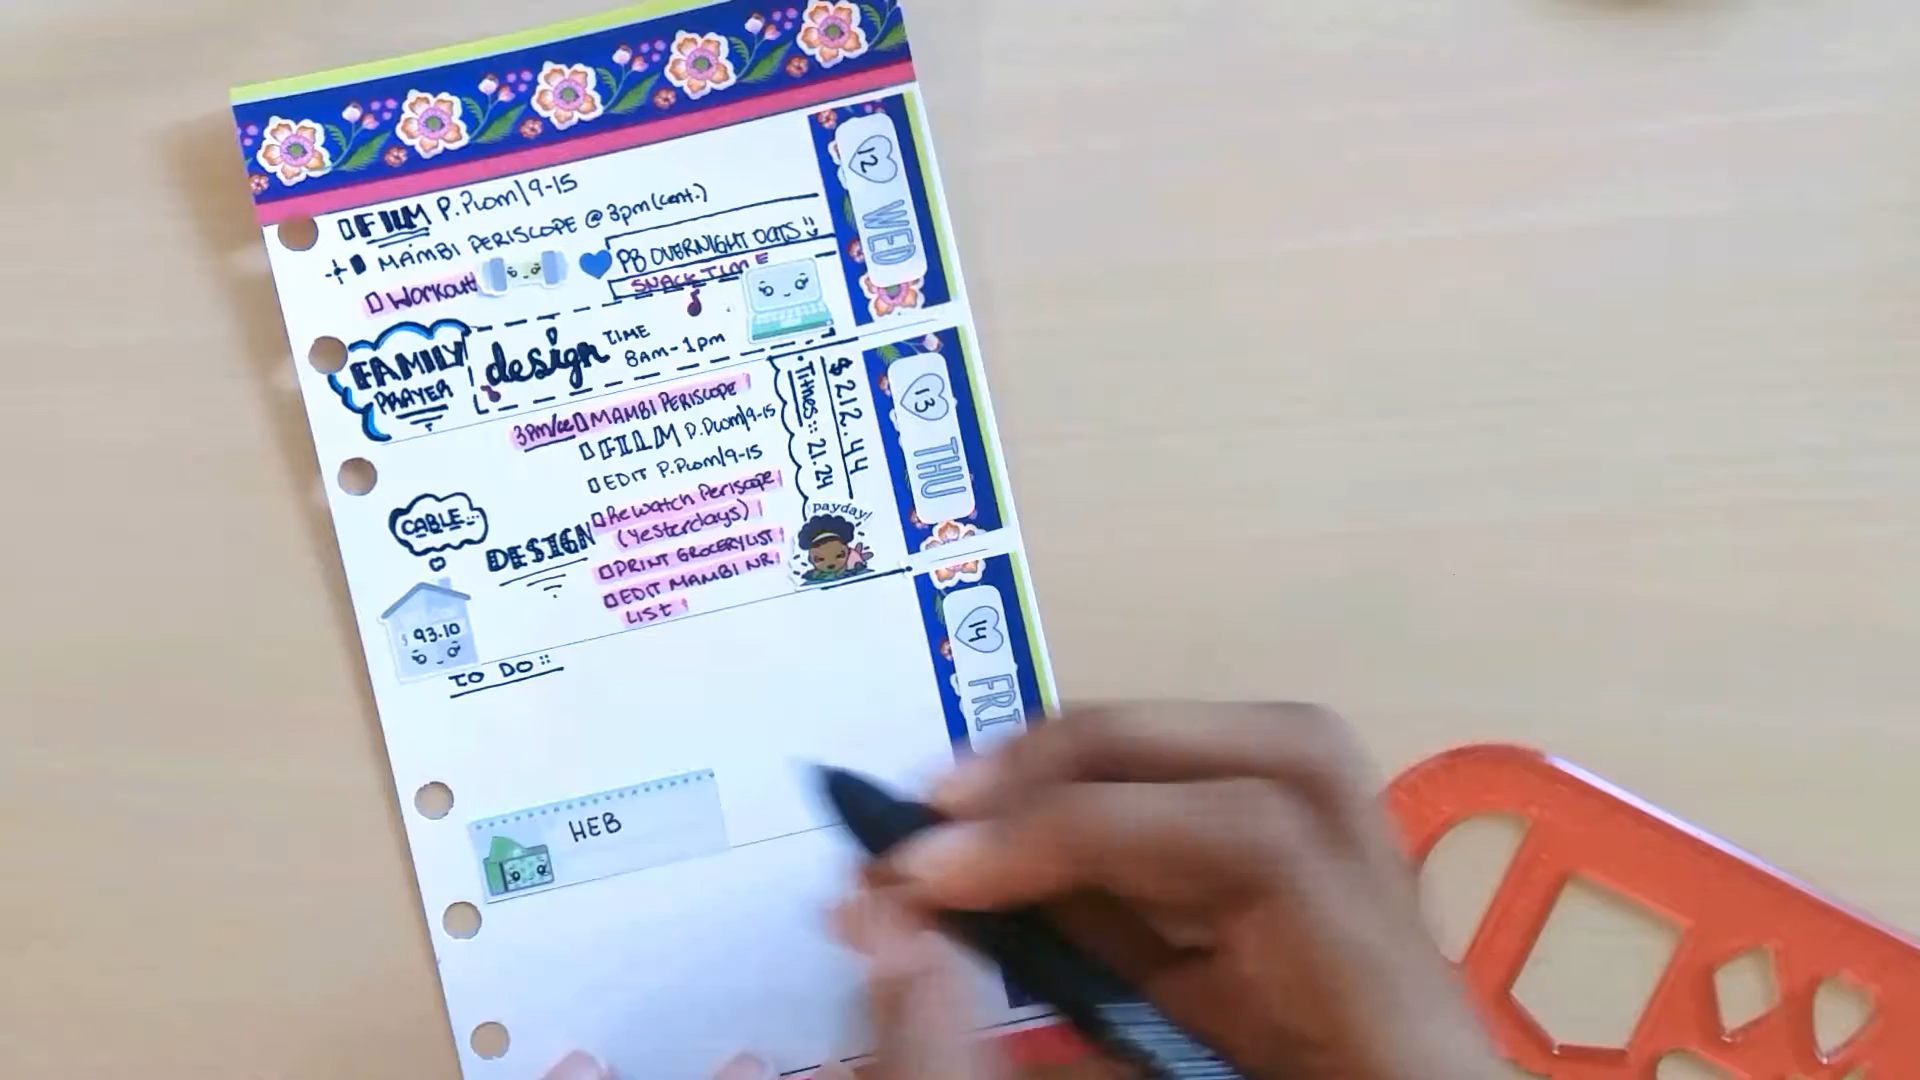 FILM P.Plom/9-15
MAMBI PERISCOPE @ 3pm (cent.)
Workout!
PB OVERNIGHT OATS
SNACK TIME
12 WED
FAMILY
PRAYER
design TIME
8AM-1pm
3pm/ce MAMBI PERISCOPE
FILM P.Plom/9-15
EDIT P.Plom/9-15
Rewatch Periscope
(Yesterdays)
PRINT GROCERY LIST
EDIT MAMBI NR.
LIST
DESIGN
CABLE...
$ 93.10
$212.44
Tithes:: 21.24
payday!
13 THU
TO DO ::
HEB
14 FRI